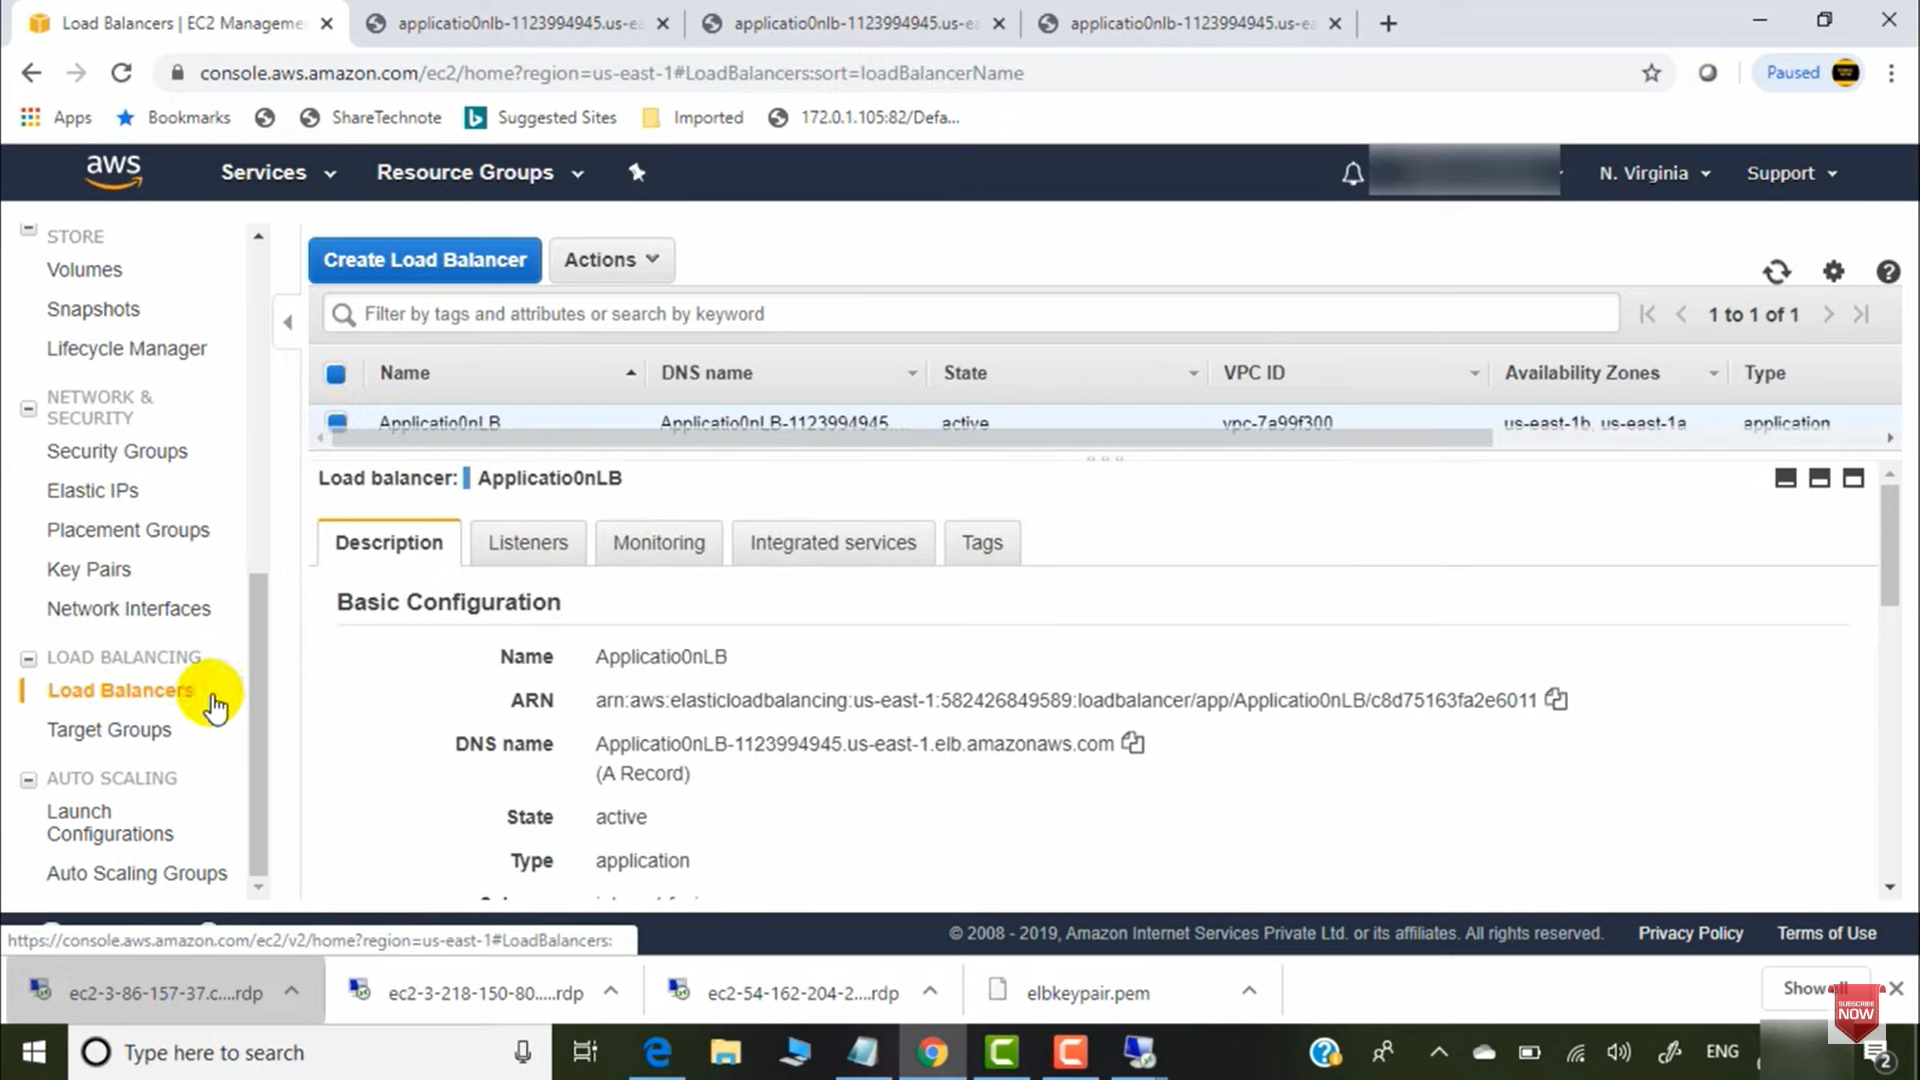 Load Balancers | EC2 Manageme
applicatio0nlb-1123994945.us-ea
applicatio0nlb-1123994945.us-ea
applicatio0nlb-1123994945.us-ea
console.aws.amazon.com/ec2/home?region=us-east-1#LoadBalancers:sort=loadBalancerName
Paused
Apps
Bookmarks
ShareTechnote
Suggested Sites
Imported
172.0.1.105:82/Defa...
aws
Services
Resource Groups
N. Virginia
Support
STORE
Volumes
Snapshots
Lifecycle Manager
NETWORK &
SECURITY
Security Groups
Elastic IPs
Placement Groups
Key Pairs
Network Interfaces
LOAD BALANCING
Load Balancers
Target Groups
AUTO SCALING
Launch
Configurations
Auto Scaling Groups
Create Load Balancer
Actions
Filter by tags and attributes or search by keyword
1 to 1 of 1
Name DNS name State VPC ID Availability Zones Type
Applicatio0nLB Applicatio0nLB-1123994945... active vpc-7a99f300 us-east-1b, us-east-1a application
Load balancer: Applicatio0nLB
Description Listeners Monitoring Integrated services Tags
Basic Configuration
Name Applicatio0nLB
ARN arn:aws:elasticloadbalancing:us-east-1:582426849589:loadbalancer/app/Applicatio0nLB/c8d75163fa2e6011
DNS name Applicatio0nLB-1123994945.us-east-1.elb.amazonaws.com
(A Record)
State active
Type application
© 2008 - 2019, Amazon Internet Services Private Ltd. or its affiliates. All rights reserved.
Privacy Policy
Terms of Use
https://console.aws.amazon.com/ec2/v2/home?region=us-east-1#LoadBalancers:
ec2-3-86-157-37.c....rdp
ec2-3-218-150-80.....rdp
ec2-54-162-204-2....rdp
elbkeypair.pem
Show
SUBSCRIBE
NOW
Type here to search
ENG
2